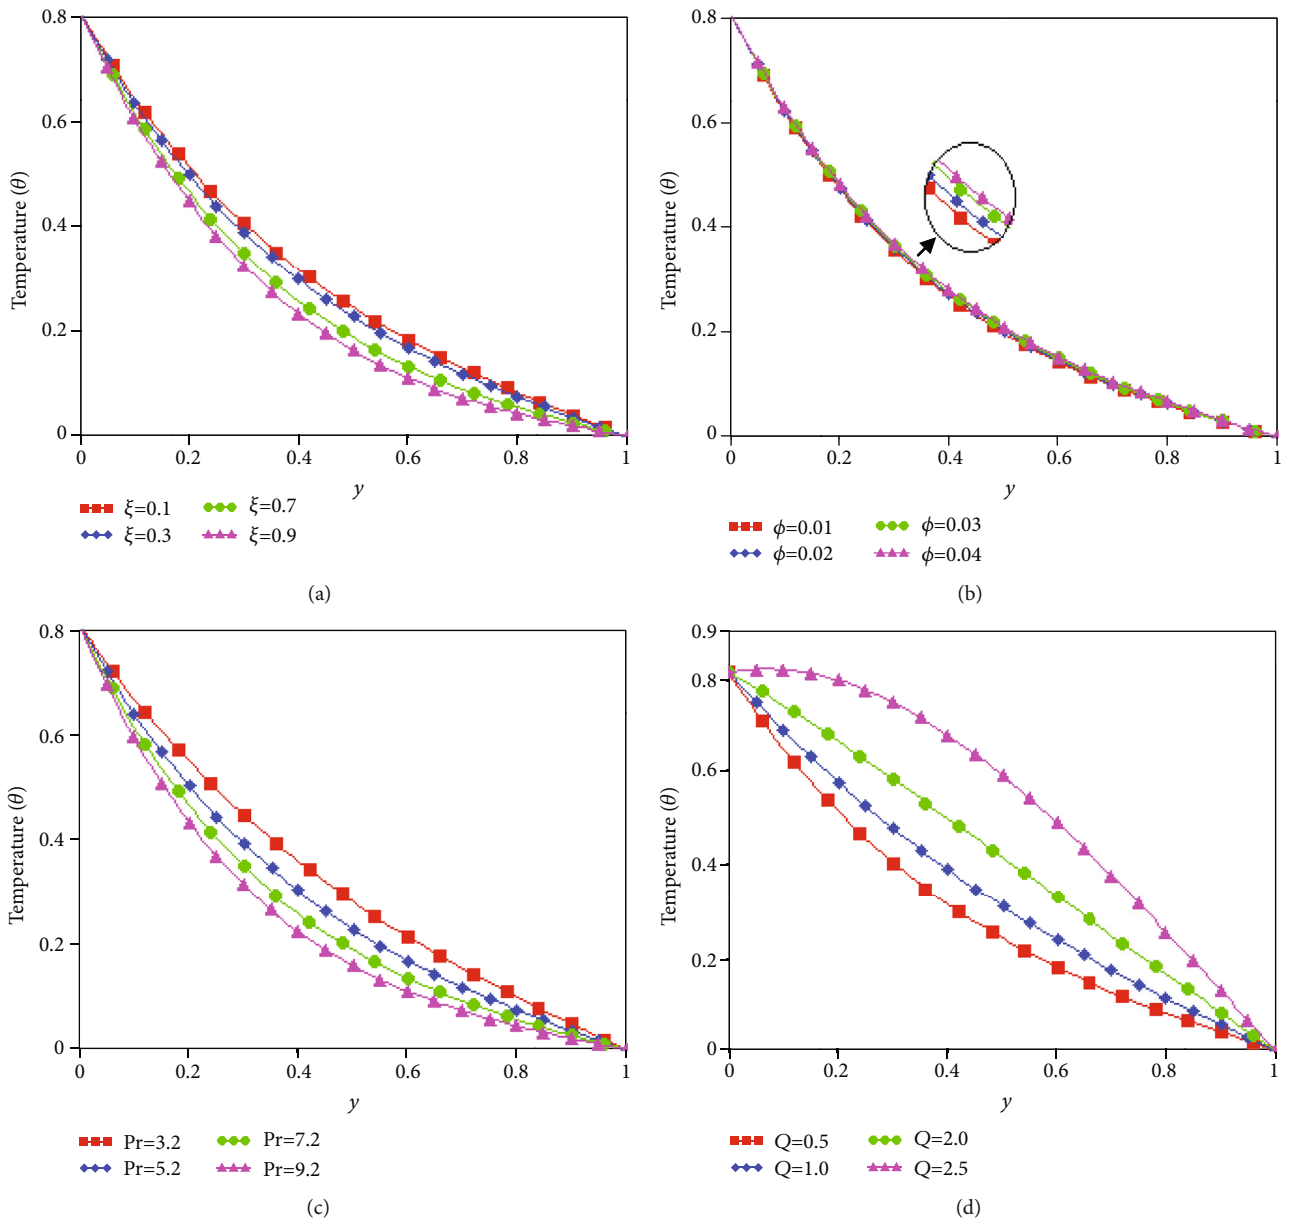 0.8
0.6
0.4
0.2
0
Temperature (θ)
0
0.2
0.4
0.6
0.8
1
y
ξ=0.1
ξ=0.7
ξ=0.3
ξ=0.9
(a)
0.8
0.6
0.4
0.2
0
Temperature (θ)
0
0.2
0.4
0.6
0.8
1
y
ϕ=0.01
ϕ=0.03
ϕ=0.02
ϕ=0.04
(b)
0.8
0.6
0.4
0.2
0
Temperature (θ)
0
0.2
0.4
0.6
0.8
1
y
Pr=3.2
Pr=7.2
Pr=5.2
Pr=9.2
(c)
0.9
0.8
0.6
0.4
0.2
0
Temperature (θ)
0
0.2
0.4
0.6
0.8
1
y
Q=0.5
Q=2.0
Q=1.0
Q=2.5
(d)